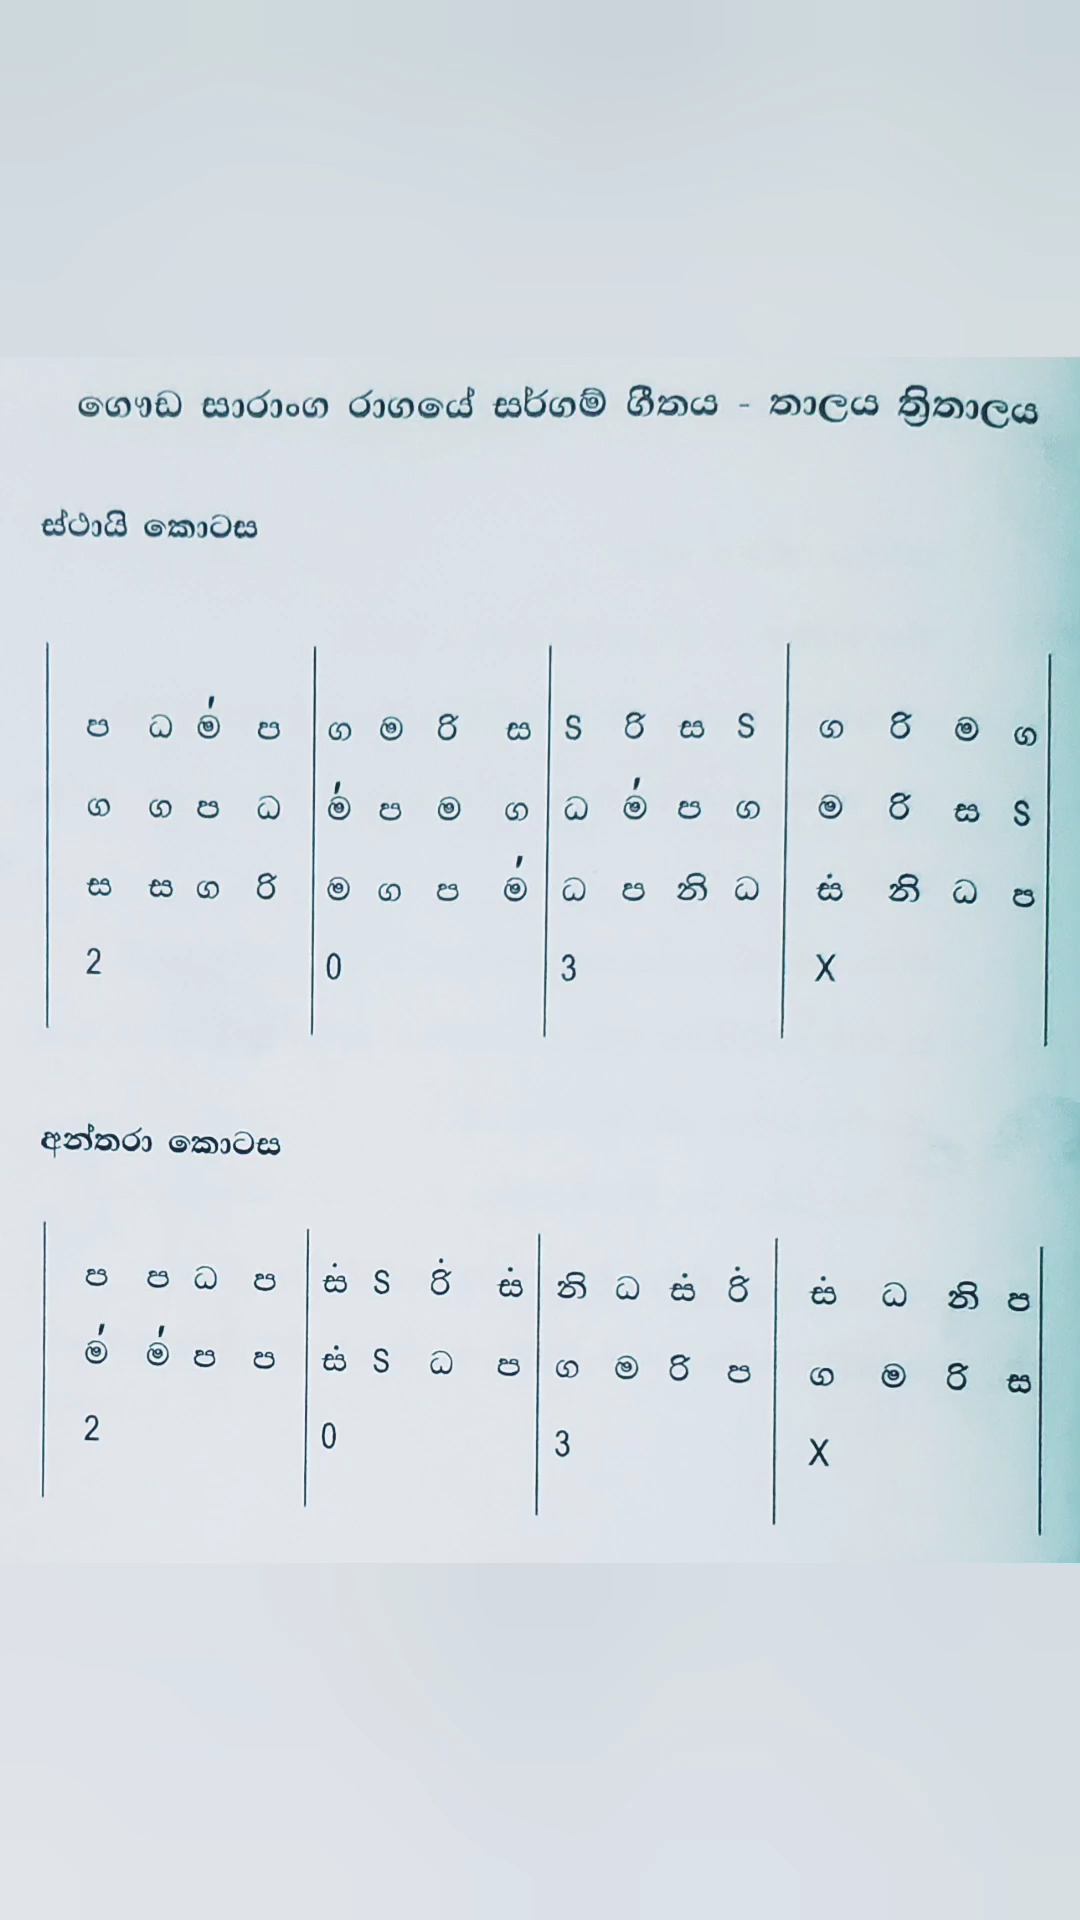 ගෞඩ සාරාංග රාගයේ සර්ගම් ගීතය - තාලය ත්‍රිතාලය
ස්ථායි කොටස
ප ධ ම̍ ප | ග ම රි ස | S රි ස S | ග රි ම ග
ග ග ප ධ | ම̍ ප ම ග | ධ ම̍ ප ග | ම රි ස S
ස ස ග රි | ම ග ප ම̍ | ධ ප නි ධ | ස̇ නි ධ ප
2 | 0 | 3 | X
අන්තරා කොටස
ප ප ධ ප | ස̇ S රි̇ ස̇ | නි ධ ස̇ රි̇ | ස̇ ධ නි ප
ම̍ ම̍ ප ප | ස̇ S ධ ප | ග ම රි ප | ග ම රි ස
2 | 0 | 3 | X